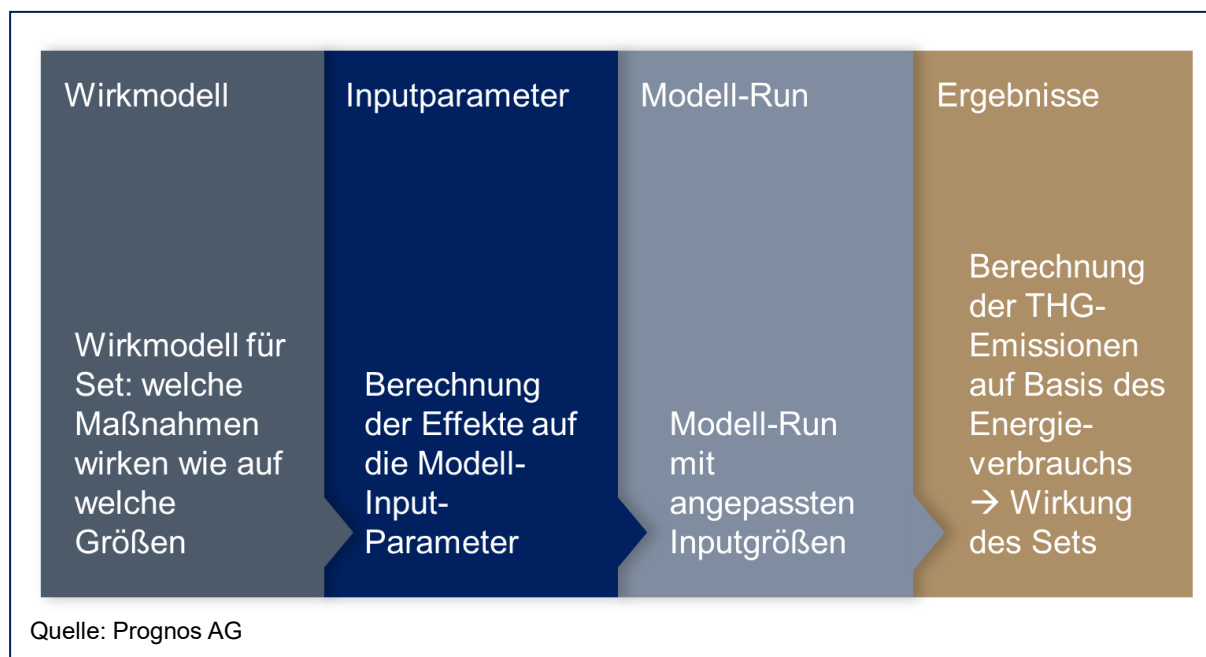 Wirkmodell
Wirkmodell für
Set: welche
Maßnahmen
wirken wie auf
welche
Größen
Inputparameter
Berechnung
der Effekte auf
die Modell-
Input-
Parameter
Modell-Run
Modell-Run
mit
angepassten
Inputgrößen
Ergebnisse
Berechnung
der THG-
Emissionen
auf Basis des
Energie-
verbrauchs
→ Wirkung
des Sets
Quelle: Prognos AG